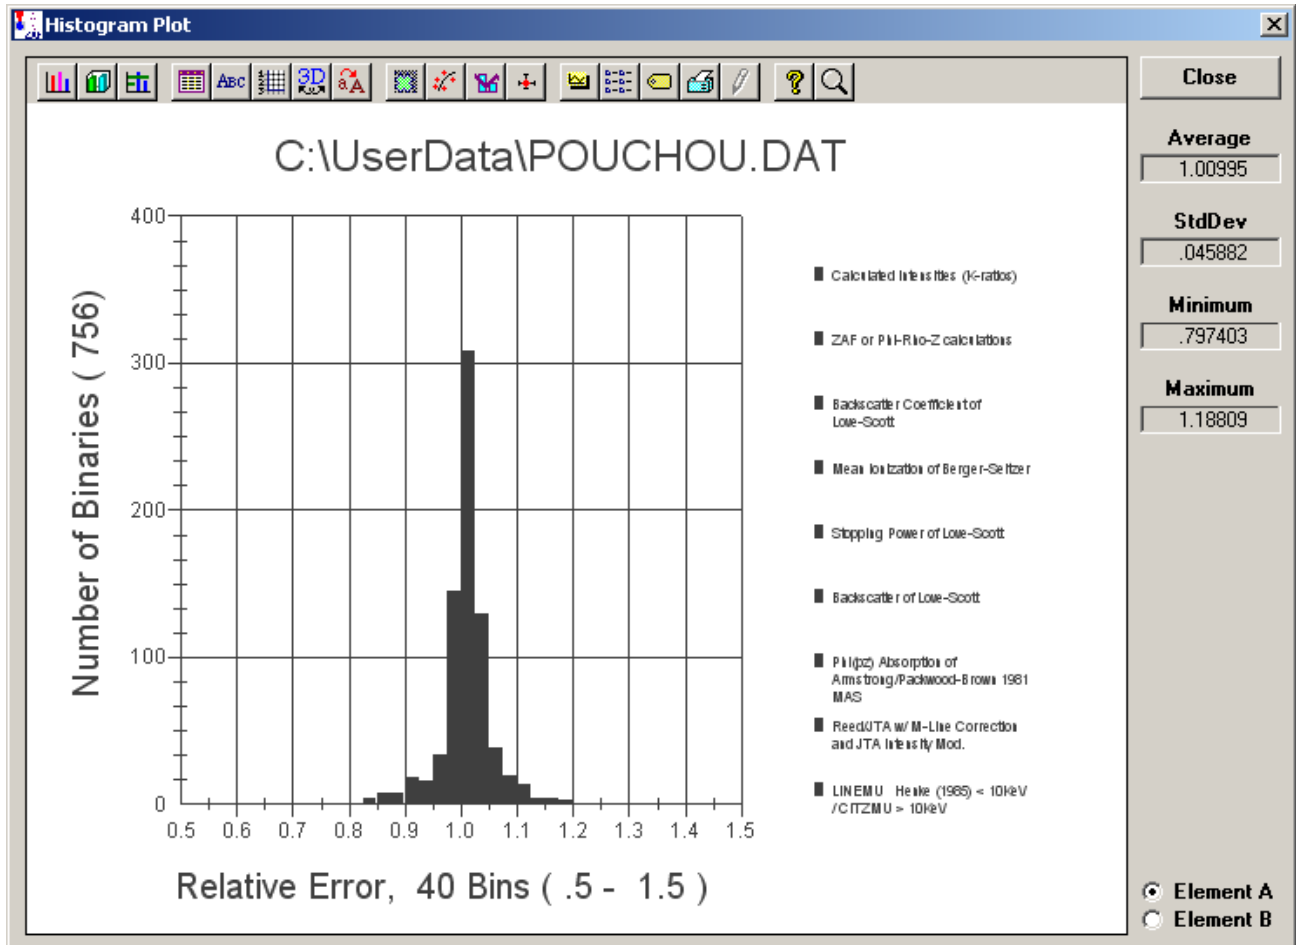 Histogram Plot
ABC
3D
aA
?
Close
C:\UserData\POUCHOU.DAT
Average
1.00995
StdDev
.045882
Minimum
.797403
Maximum
1.18809
Number of Binaries ( 756)
400
300
200
100
0
0.5 0.6 0.7 0.8 0.9 1.0 1.1 1.2 1.3 1.4 1.5
Relative Error, 40 Bins ( .5 - 1.5 )
Calculated Intensities (K-ratios)
ZAF or Phi-Rho-Z calculations
Backscatter Coefficient of
Love-Scott
Mean Ionization of Berger-Seltzer
Stopping Power of Love-Scott
Backscatter of Love-Scott
Phi(pz) Absorption of
Armstrong/Packwood-Brown 1981
MAS
Reed/JTA w/ M-Line Correction
and JTA Intensity Mod.
LINEMU Henke (1985) < 10keV
/CITZMU > 10keV
Element A
Element B